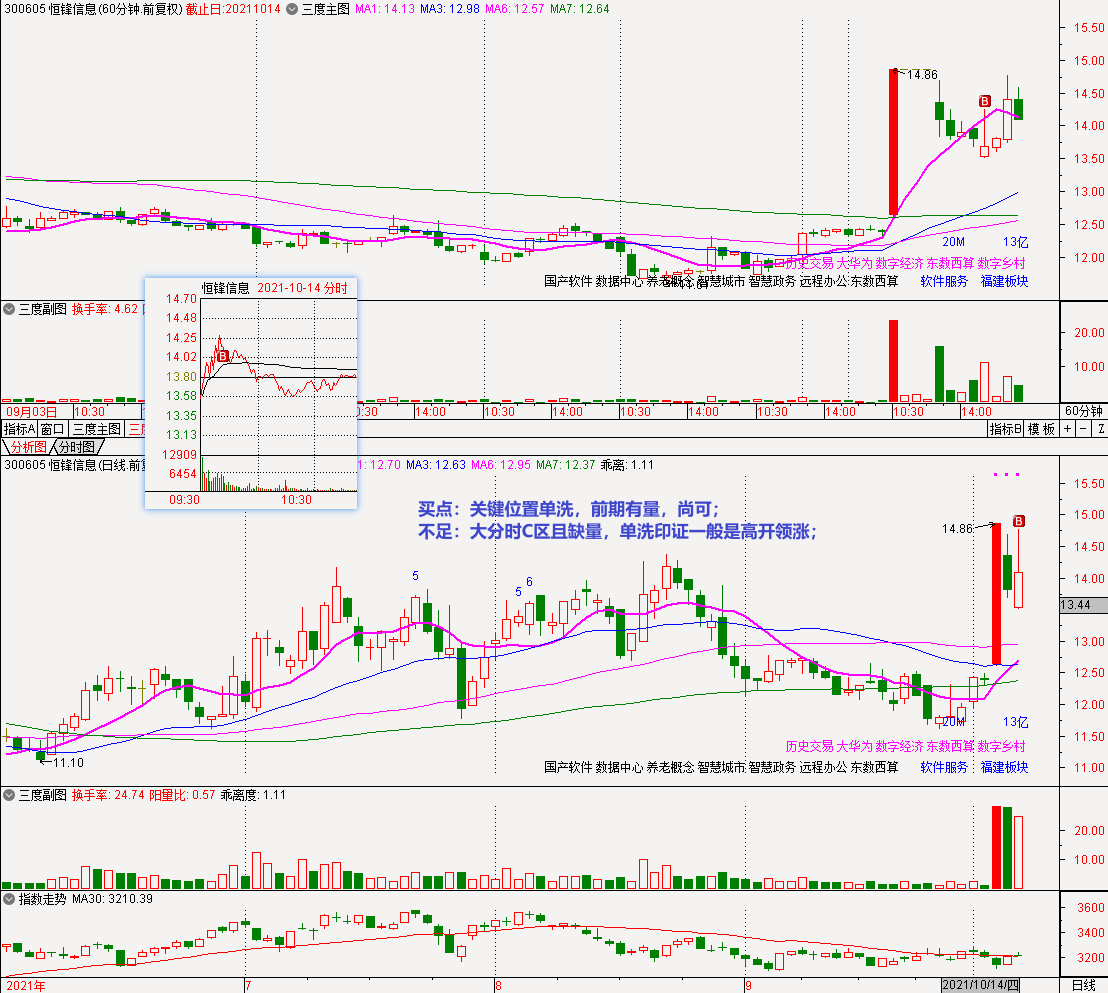 300605 恒锋信息(60分钟.前复权) 截止日:20211014 三度主图 MA1: 14.13 MA3: 12.98 MA6: 12.57 MA7: 12.64
15.50
15.00
14.86
14.50
B
14.00
13.50
13.00
12.50
20M 13亿
12.00
历史交易 大华为 数字经济 东数西算 数字乡村
国产软件 数据中心 养老概念 智慧城市 智慧政务 远程办公 东数西算 软件服务 福建板块
恒锋信息 2021-10-14 分时
14.70
14.48
14.25
14.02
B
13.80
13.58
13.35
13.13
12909
6454
09:30 10:30
三度副图 换手率: 4.62
20.00
10.00
09月03日 10:30 :30 14:00 10:30 14:00 10:30 14:00 10:30 14:00 10:30 14:00 60分钟
指标A 窗口 三度主图 三 指标B 模板 + - Z
分析图 分时图
300605 恒锋信息(日线.前复 1: 12.70 MA3: 12.63 MA6: 12.95 MA7: 12.37 乖离: 1.11
买点：关键位置单洗，前期有量，尚可；
不足：大分时C区且缺量，单洗印证一般是高开领涨；
15.50
15.00
14.86
B
14.50
14.00
5
5
6
13.44
13.00
12.50
12.00
20M 13亿
11.50
历史交易 大华为 数字经济 东数西算 数字乡村
11.10
国产软件 数据中心 养老概念 智慧城市 智慧政务 远程办公 东数西算 软件服务 福建板块
11.00
三度副图 换手率: 24.74 阳量比: 0.57 乖离度: 1.11
20.00
10.00
指数走势 MA30: 3210.39
3600
3400
3200
2021年 7 8 9 2021/10/14/四 日线